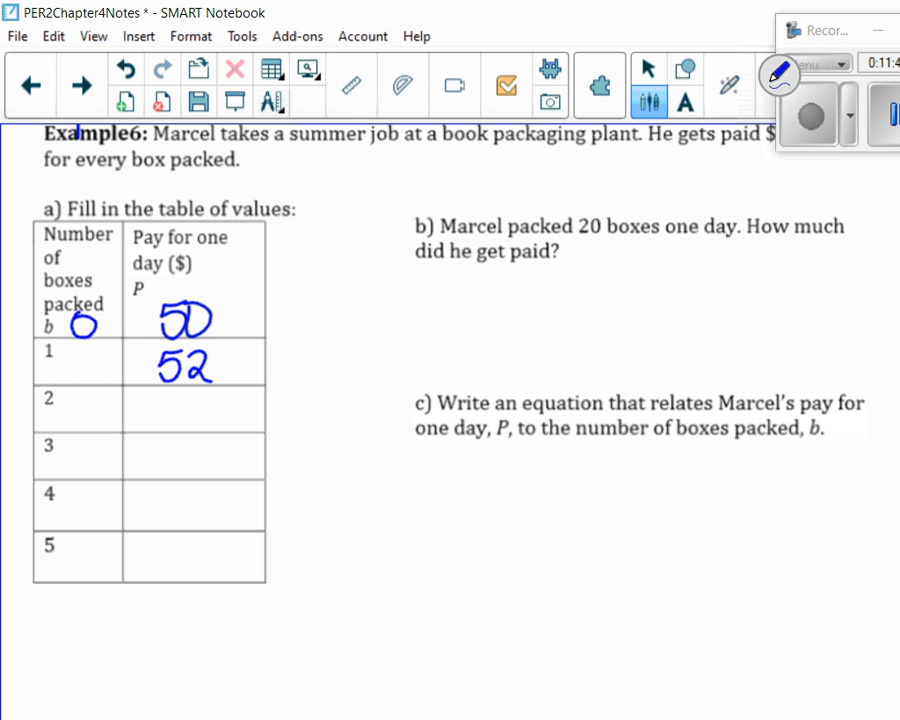 PER2Chapter4Notes * - SMART Notebook
File Edit View Insert Format Tools Add-ons Account Help
Recor...
0:11:4
Example6: Marcel takes a summer job at a book packaging plant. He gets paid $
for every box packed.
a) Fill in the table of values:
Number
of
boxes
packed
b 0
Pay for one
day ($)
P
50
1 52
2
3
4
5
b) Marcel packed 20 boxes one day. How much
did he get paid?
c) Write an equation that relates Marcel's pay for
one day, P, to the number of boxes packed, b.